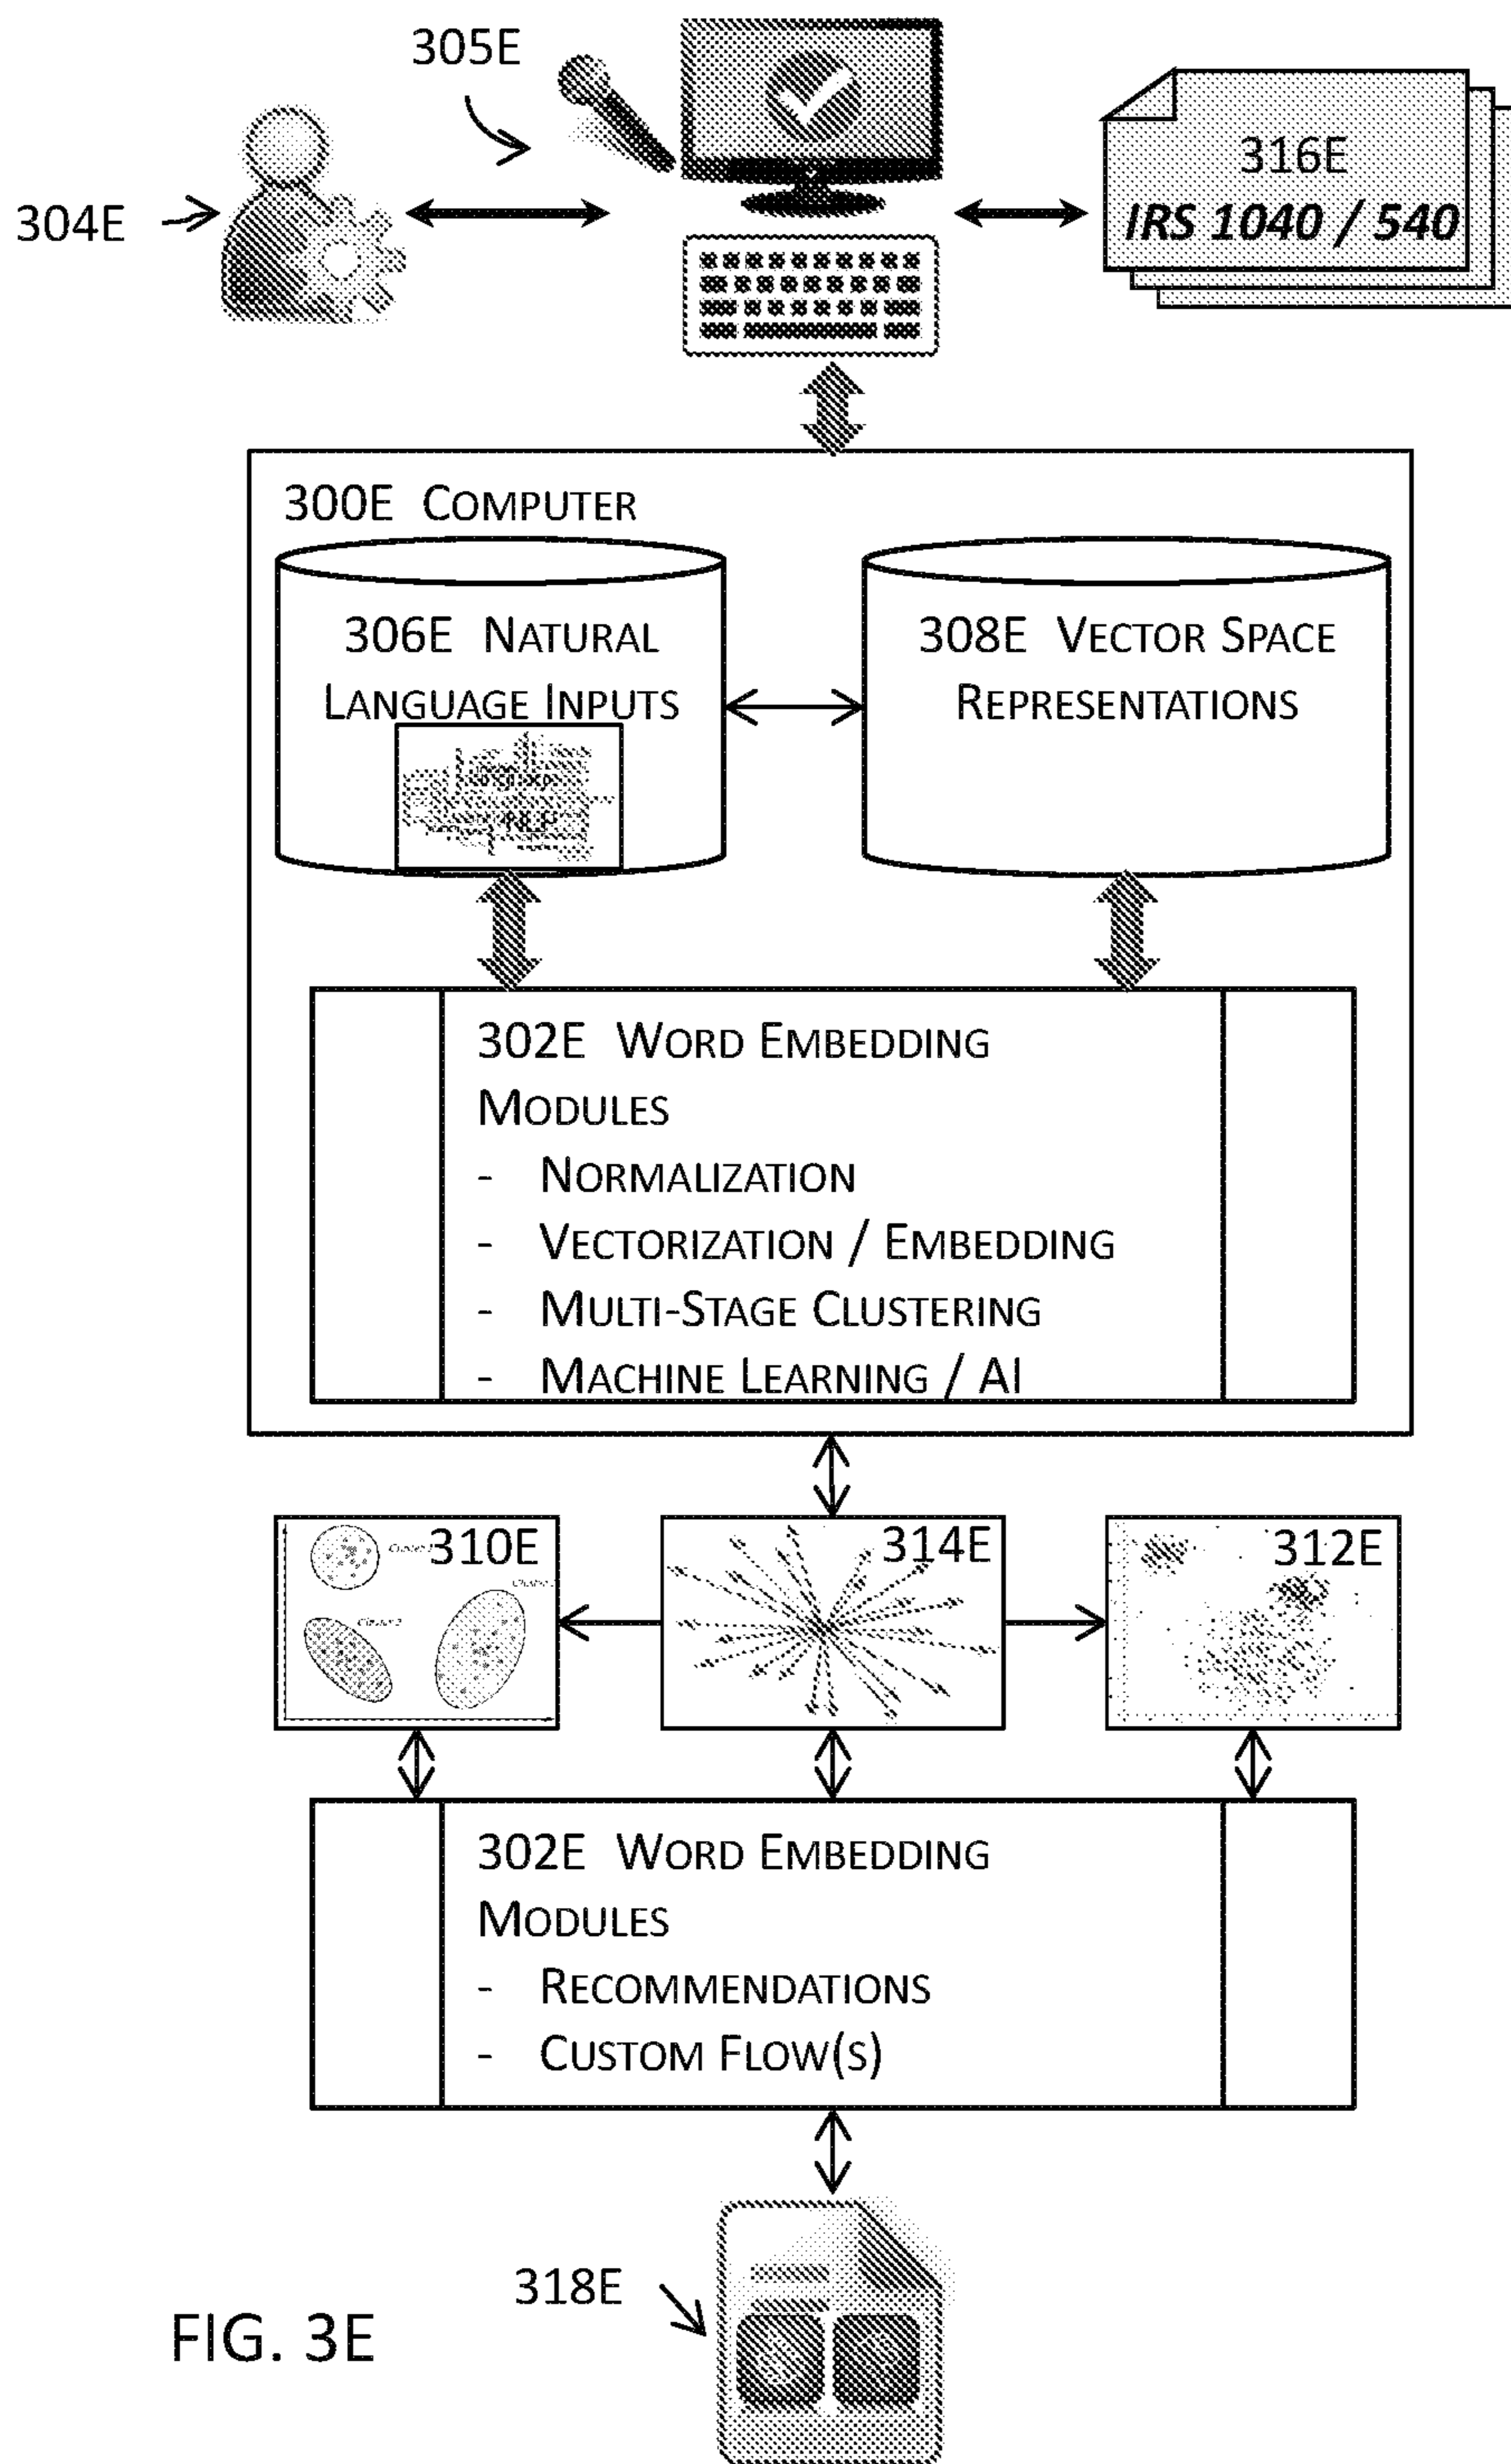 305E
304E
316E
IRS 1040 / 540
300E COMPUTER
306E NATURAL
LANGUAGE INPUTS
308E VECTOR SPACE
REPRESENTATIONS
NLP
302E WORD EMBEDDING
MODULES
- NORMALIZATION
- VECTORIZATION / EMBEDDING
- MULTI-STAGE CLUSTERING
- MACHINE LEARNING / AI
310E
314E
312E
302E WORD EMBEDDING
MODULES
- RECOMMENDATIONS
- CUSTOM FLOW(S)
318E
FIG. 3E